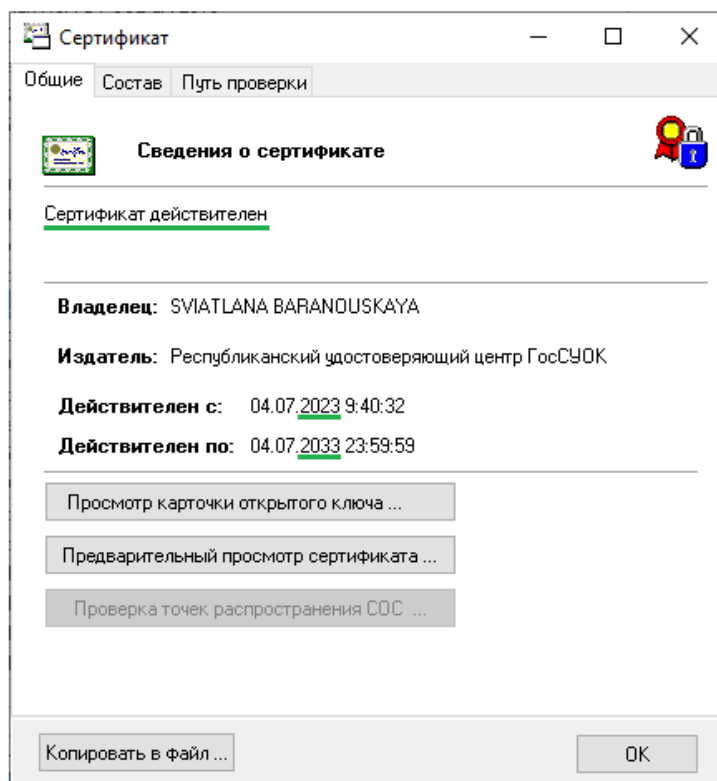 Сертификат
Общие Состав Путь проверки
Сведения о сертификате
Сертификат действителен
Владелец: SVIATLANA BARANOUSKAYA
Издатель: Республиканский удостоверяющий центр ГосСУОК
Действителен с: 04.07.2023 9:40:32
Действителен по: 04.07.2033 23:59:59
Просмотр карточки открытого ключа ...
Предварительный просмотр сертификата ...
Проверка точек распространения СОС ...
Копировать в файл ...
OK